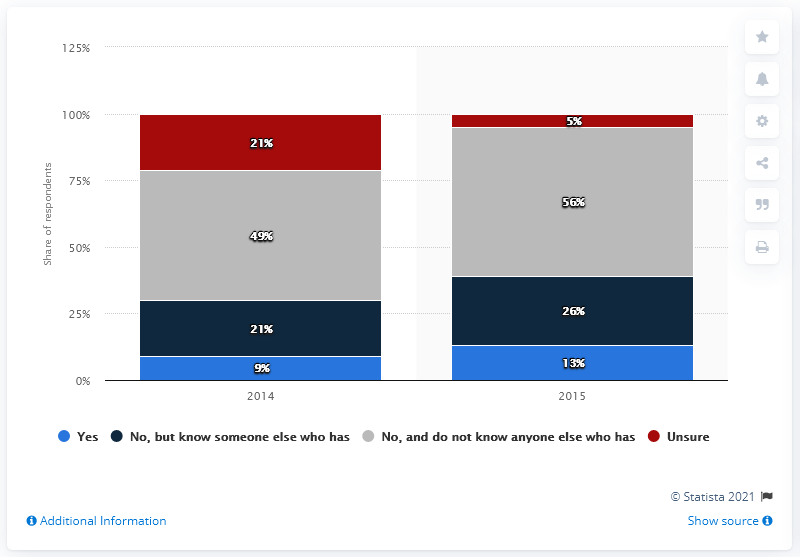 125%
100%
75%
50%
25%
0%
Share of respondents
21%
49%
21%
9%
5%
56%
26%
13%
2014
2015
Yes
No, but know someone else who has
No, and do not know anyone else who has
Unsure
© Statista 2021
Additional Information
Show source